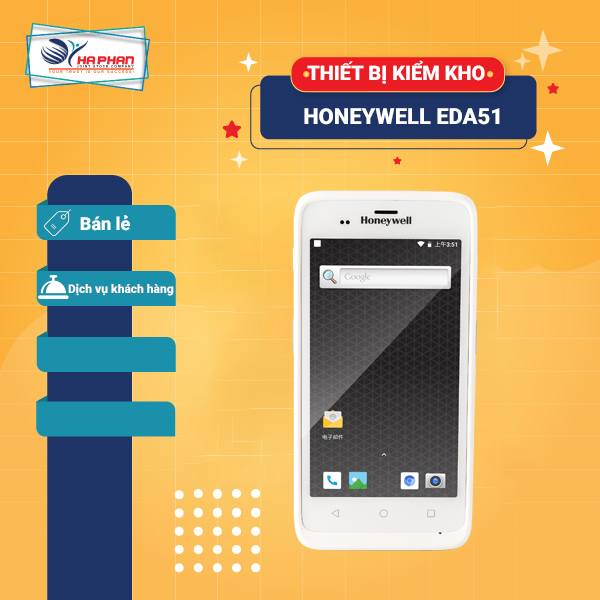 HA PHAN
JOINT STOCK COMPANY
YOUR TRUST IS OUR SUCCESS!
THIẾT BỊ KIỂM KHO
HONEYWELL EDA51
Bán lẻ
Dịch vụ khách hàng
Honeywell
上午3:51
Google
电子邮件